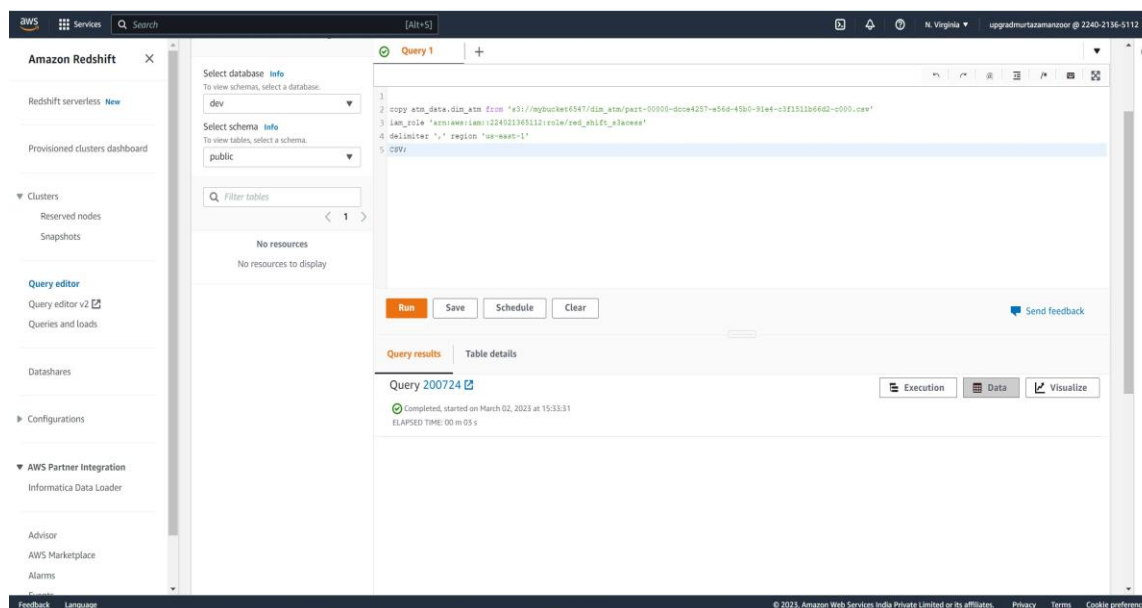 aws Services Search [Alt+S] N. Virginia upgradmurtazamanzoor @ 2240-2136-5112
Amazon Redshift
Redshift serverless New
Provisioned clusters dashboard
Clusters
Reserved nodes
Snapshots
Query editor
Query editor v2
Queries and loads
Datashares
Configurations
AWS Partner Integration
Informatica Data Loader
Advisor
AWS Marketplace
Alarms
Select database Info
To view schemas, select a database.
dev
Select schema Info
To view tables, select a schema.
public
Filter tables
1
No resources
No resources to display
Query 1 +
1
2 copy atm_data.dim_atm from 's3://mybucket6547/dim_atm/part-00000-dcce4257-a56d-45b0-91e4-c3f1511b66d2-c000.csv'
3 iam_role 'arn:aws:iam::224021365112:role/red_shift_s3acess'
4 delimiter ',' region 'us-east-1'
5 CSV;
Run Save Schedule Clear
Send feedback
Query results Table details
Query 200724
Execution Data Visualize
Completed, started on March 02, 2023 at 15:33:31
ELAPSED TIME: 00 m 03 s
Feedback Language © 2023, Amazon Web Services India Private Limited or its affiliates. Privacy Terms Cookie preferenc